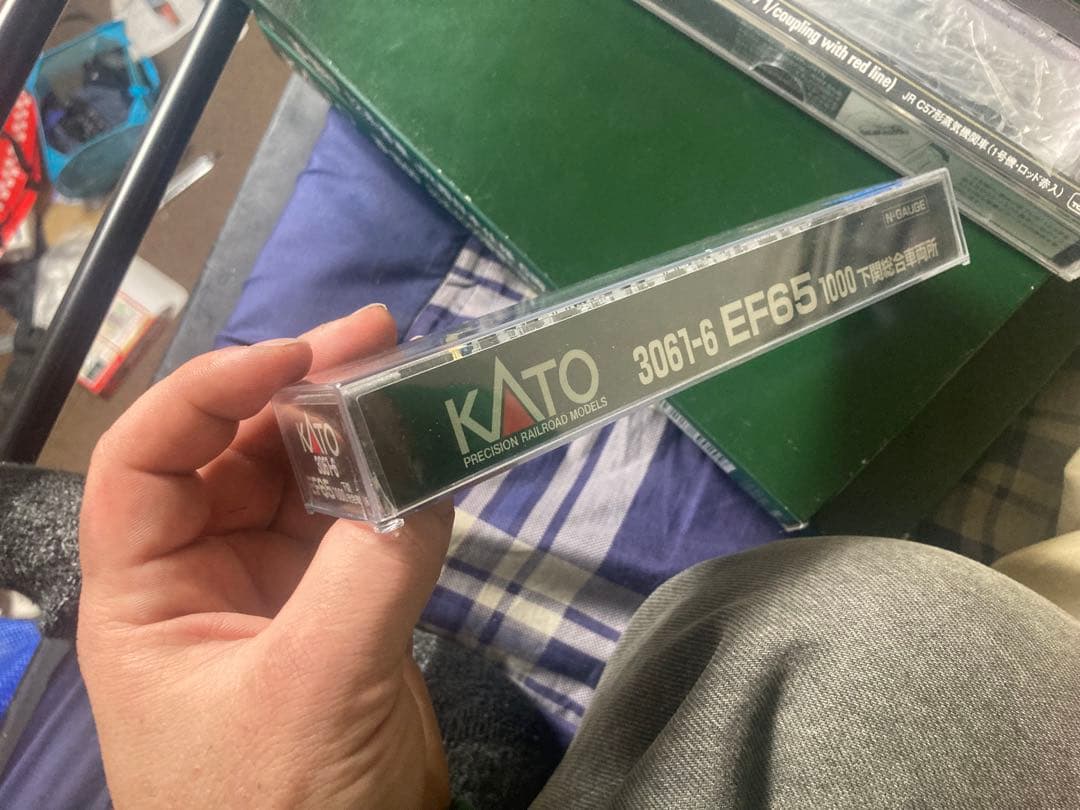 1/coupling with red line)
JR C57形蒸気機関車(1号機・ロッド赤入)
N-GAUGE
KATO
PRECISION RAILROAD MODELS
3061-6 EF65 1000 下関総合車両所
KATO
3061-6